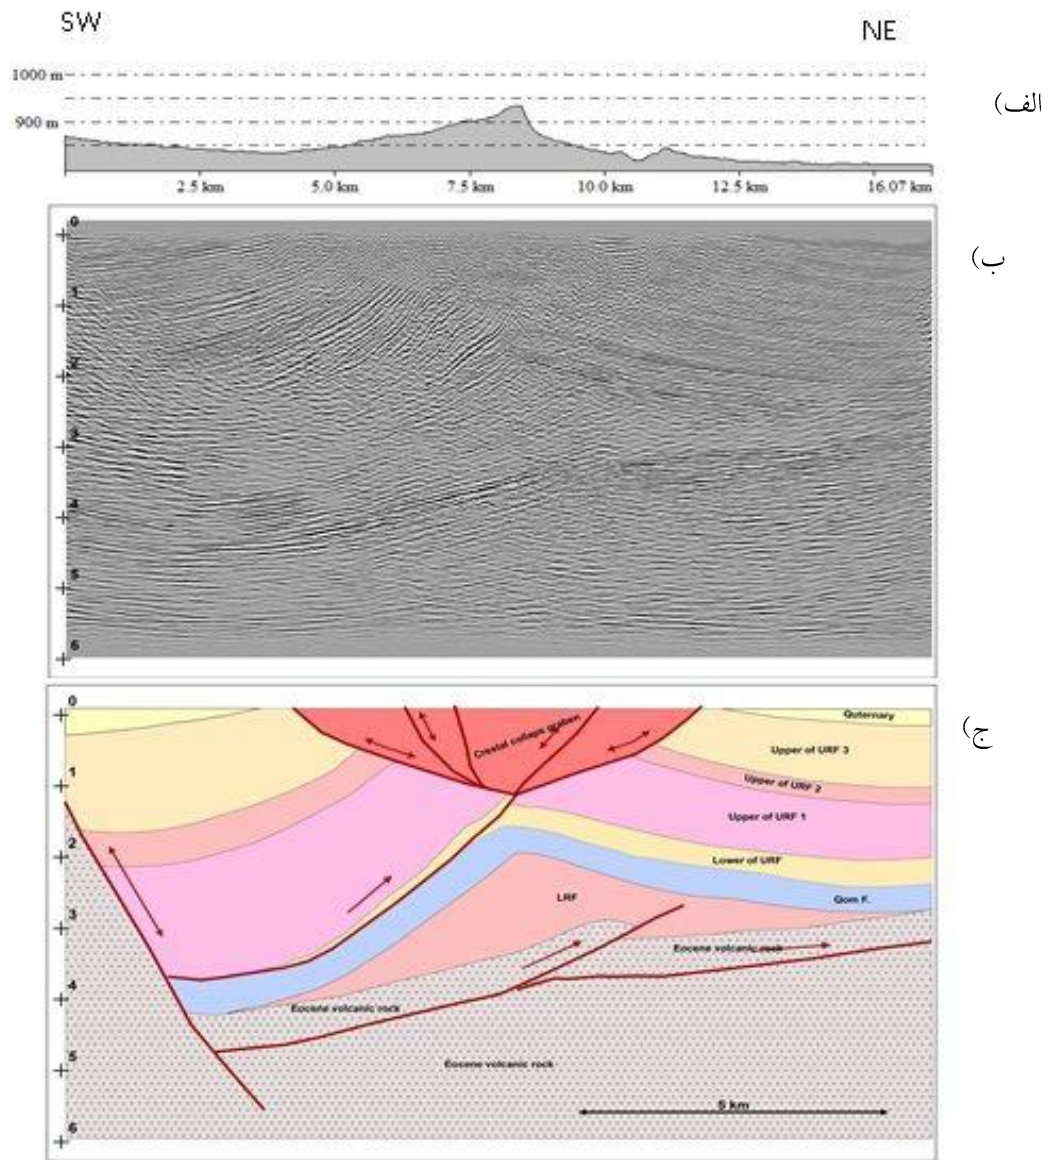 SW
NE
1000 m
900 m
الف)
2.5 km
5.0 km
7.5 km
10.0 km
12.5 km
16.07 km
ب)
0
1
2
3
4
5
6
ج)
0
1
2
3
4
5
6
Crestal collaps graben
Quternary
Upper of URF 3
Upper of URF 2
Upper of URF 1
Lower of URF
Qom F.
LRF
Eocene volcanic rock
Eocene volcanic rock
Eocene volcanic rock
5 km